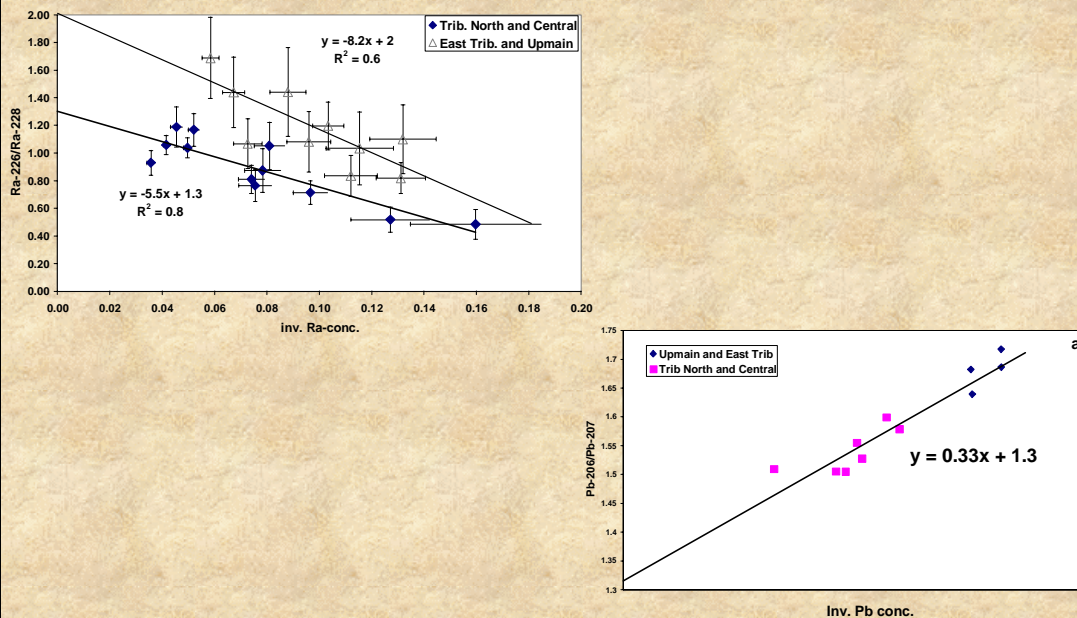 2.00
1.80
1.60
1.40
1.20
1.00
0.80
0.60
0.40
0.20
0.00
Ra-226/Ra-228
y = -8.2x + 2
R² = 0.6
Trib. North and Central
East Trib. and Upmain
y = -5.5x + 1.3
R² = 0.8
0.00 0.02 0.04 0.06 0.08 0.10 0.12 0.14 0.16 0.18 0.20
inv. Ra-conc.
1.75
1.7
1.65
1.6
1.55
1.5
1.45
1.4
1.35
1.3
Pb-206/Pb-207
Upmain and East Trib
Trib North and Central
a
y = 0.33x + 1.3
Inv. Pb conc.